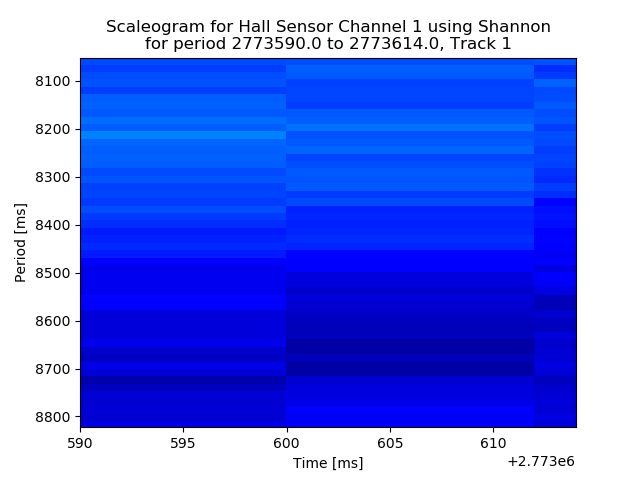 Scaleogram for Hall Sensor Channel 1 using Shannon
for period 2773590.0 to 2773614.0, Track 1
8100
8200
8300
8400
8500
8600
8700
8800
Period [ms]
590
595
600
605
610
Time [ms]
+2.773e6